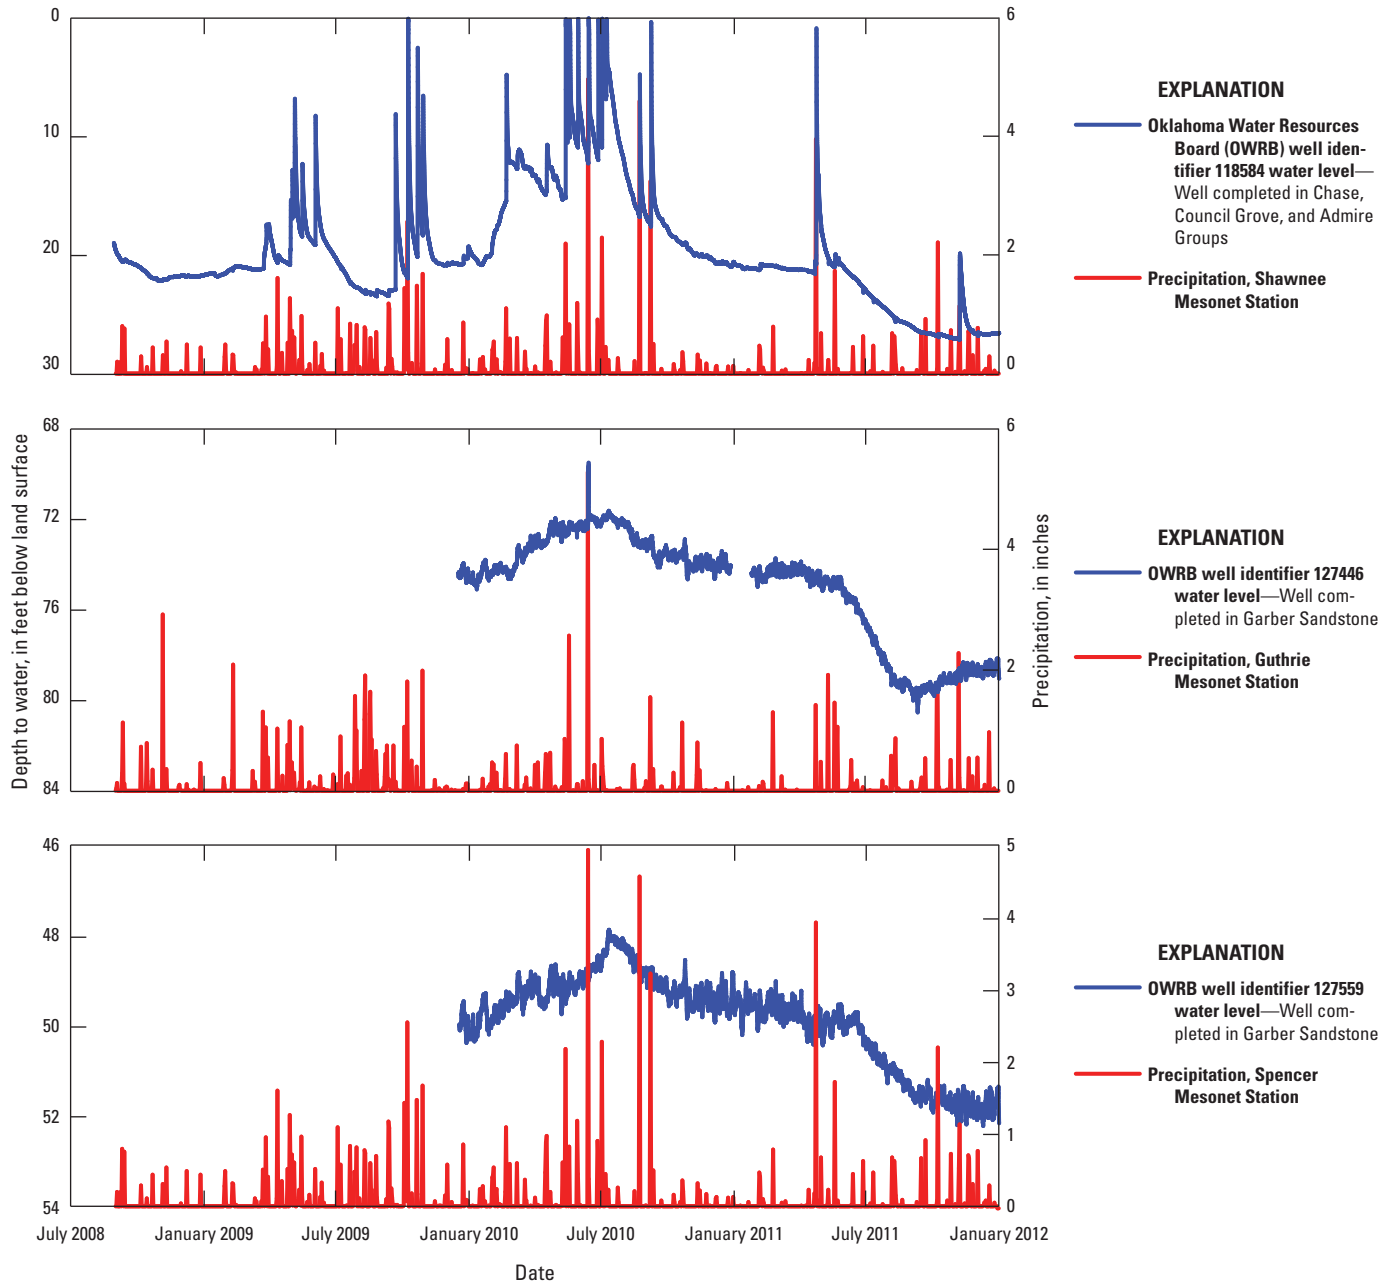 0
10
20
30
6
4
2
0
EXPLANATION
Oklahoma Water Resources
Board (OWRB) well iden-
tifier 118584 water level—
Well completed in Chase,
Council Grove, and Admire
Groups
Precipitation, Shawnee
Mesonet Station
Depth to water, in feet below land surface
68
72
76
80
84
6
4
2
0
Precipitation, in inches
EXPLANATION
OWRB well identifier 127446
water level—Well com-
pleted in Garber Sandstone
Precipitation, Guthrie
Mesonet Station
46
48
50
52
54
5
4
3
2
1
0
EXPLANATION
OWRB well identifier 127559
water level—Well com-
pleted in Garber Sandstone
Precipitation, Spencer
Mesonet Station
July 2008 January 2009 July 2009 January 2010 July 2010 January 2011 July 2011 January 2012
Date